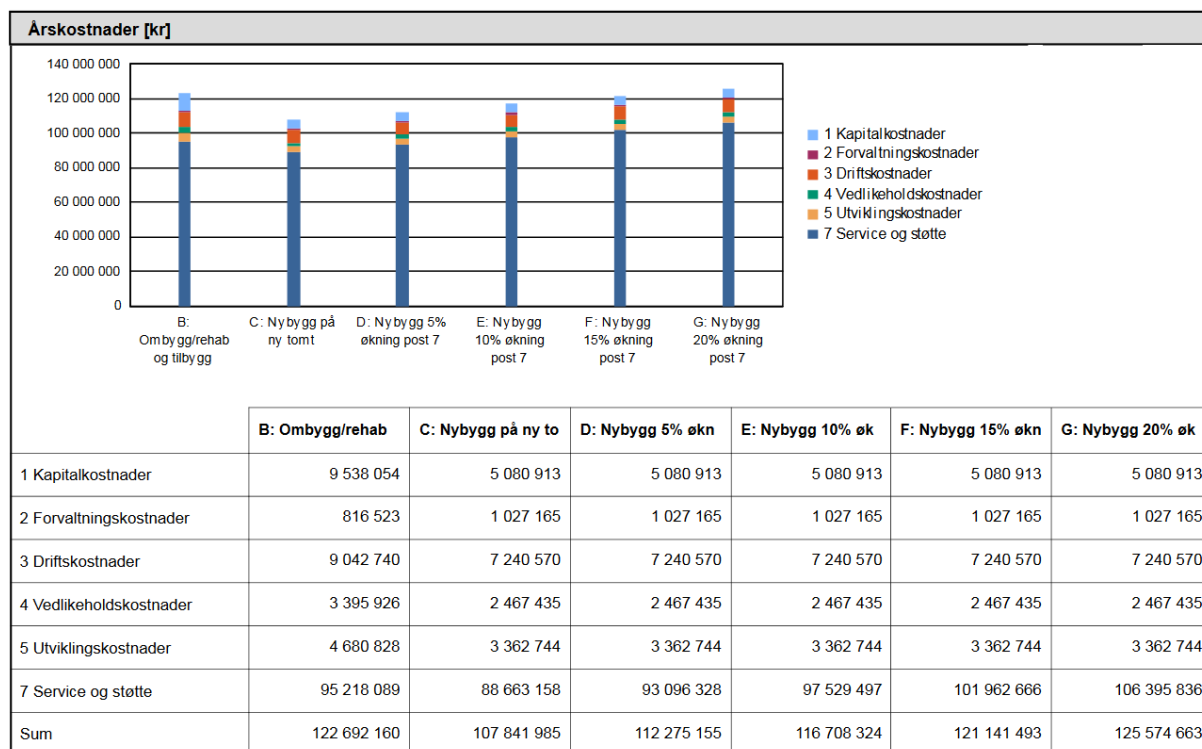 Årskostnader [kr]
140 000 000
120 000 000
100 000 000
80 000 000
60 000 000
40 000 000
20 000 000
0
B: Ombygg/rehab og tilbygg
C: Nybygg på ny tomt
D: Nybygg 5% økning post 7
E: Nybygg 10% økning post 7
F: Nybygg 15% økning post 7
G: Nybygg 20% økning post 7
1 Kapitalkostnader
2 Forvaltningskostnader
3 Driftskostnader
4 Vedlikeholdskostnader
5 Utviklingskostnader
7 Service og støtte
B: Ombygg/rehab C: Nybygg på ny to D: Nybygg 5% økn E: Nybygg 10% øk F: Nybygg 15% økn G: Nybygg 20% øk
1 Kapitalkostnader 9 538 054 5 080 913 5 080 913 5 080 913 5 080 913 5 080 913
2 Forvaltningskostnader 816 523 1 027 165 1 027 165 1 027 165 1 027 165 1 027 165
3 Driftskostnader 9 042 740 7 240 570 7 240 570 7 240 570 7 240 570 7 240 570
4 Vedlikeholdskostnader 3 395 926 2 467 435 2 467 435 2 467 435 2 467 435 2 467 435
5 Utviklingskostnader 4 680 828 3 362 744 3 362 744 3 362 744 3 362 744 3 362 744
7 Service og støtte 95 218 089 88 663 158 93 096 328 97 529 497 101 962 666 106 395 836
Sum 122 692 160 107 841 985 112 275 155 116 708 324 121 141 493 125 574 663